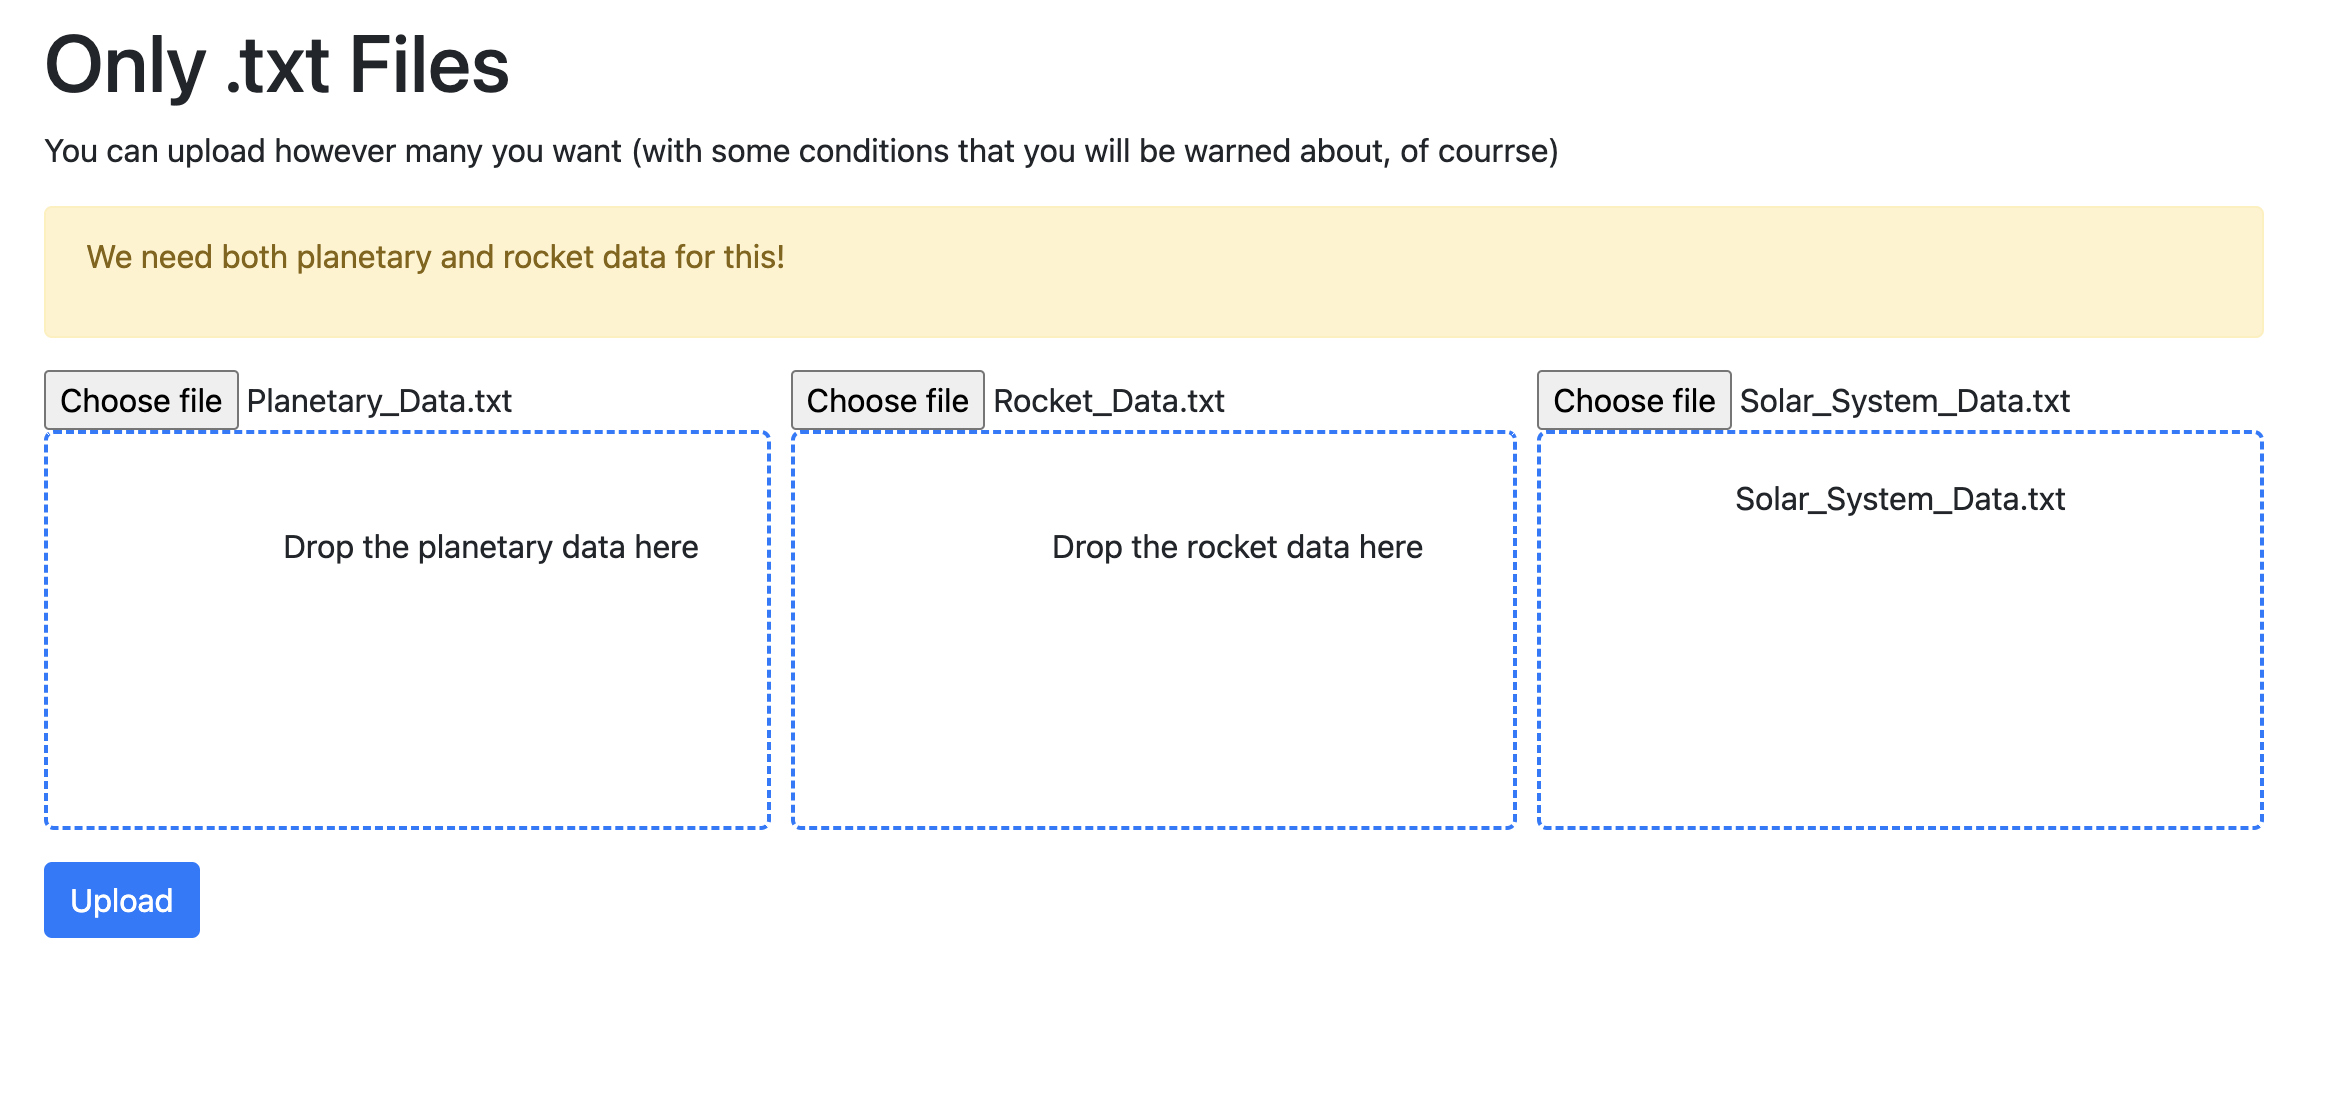 Only .txt Files
You can upload however many you want (with some conditions that you will be warned about, of courrse)
We need both planetary and rocket data for this!
Choose file Planetary_Data.txt
Choose file Rocket_Data.txt
Choose file Solar_System_Data.txt
Drop the planetary data here
Drop the rocket data here
Solar_System_Data.txt
Upload